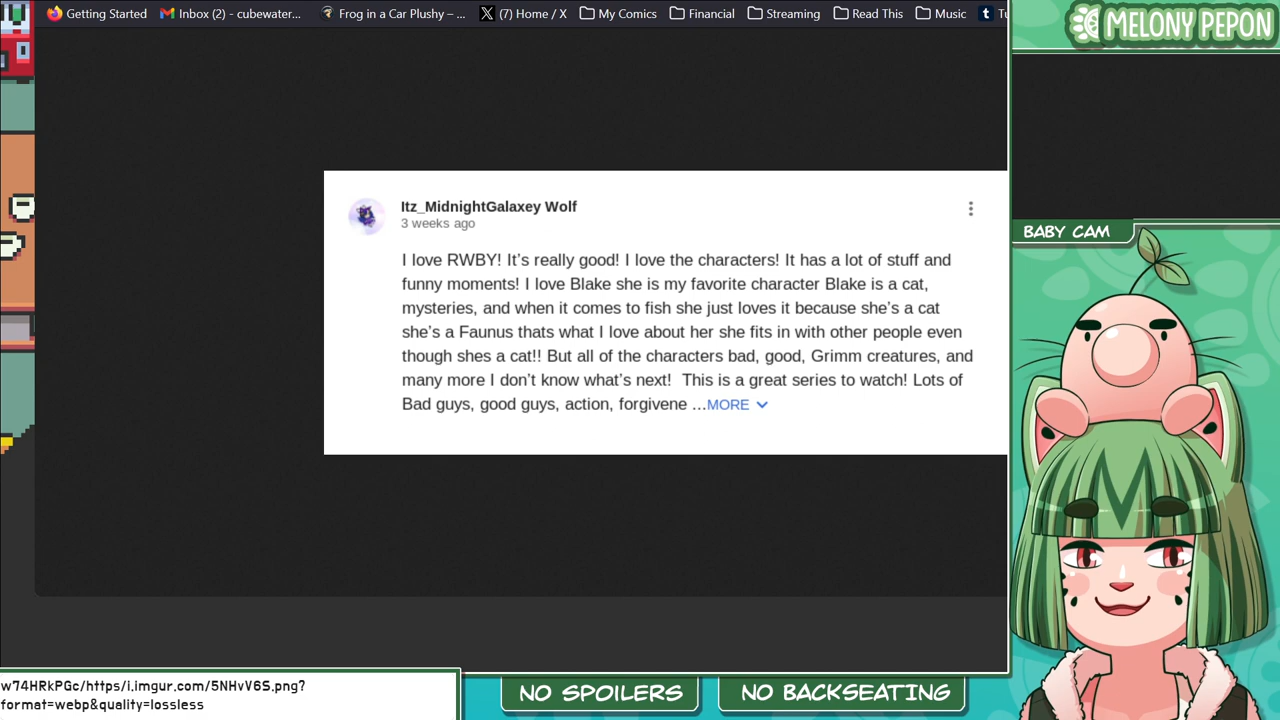 Getting Started
Inbox (2) - cubewater...
Frog in a Car Plushy – ...
(7) Home / X
My Comics
Financial
Streaming
Read This
Music
MELONY PEPON
Itz_MidnightGalaxey Wolf
3 weeks ago
I love RWBY! It’s really good! I love the characters! It has a lot of stuff and
funny moments! I love Blake she is my favorite character Blake is a cat,
mysteries, and when it comes to fish she just loves it because she’s a cat
she’s a Faunus thats what I love about her she fits in with other people even
though shes a cat!! But all of the characters bad, good, Grimm creatures, and
many more I don’t know what’s next!  This is a great series to watch! Lots of
Bad guys, good guys, action, forgivene ...MORE
BABY CAM
w74HRkPGc/https/i.imgur.com/5NHvV6S.png?
format=webp&quality=lossless
NO SPOILERS
NO BACKSEATING